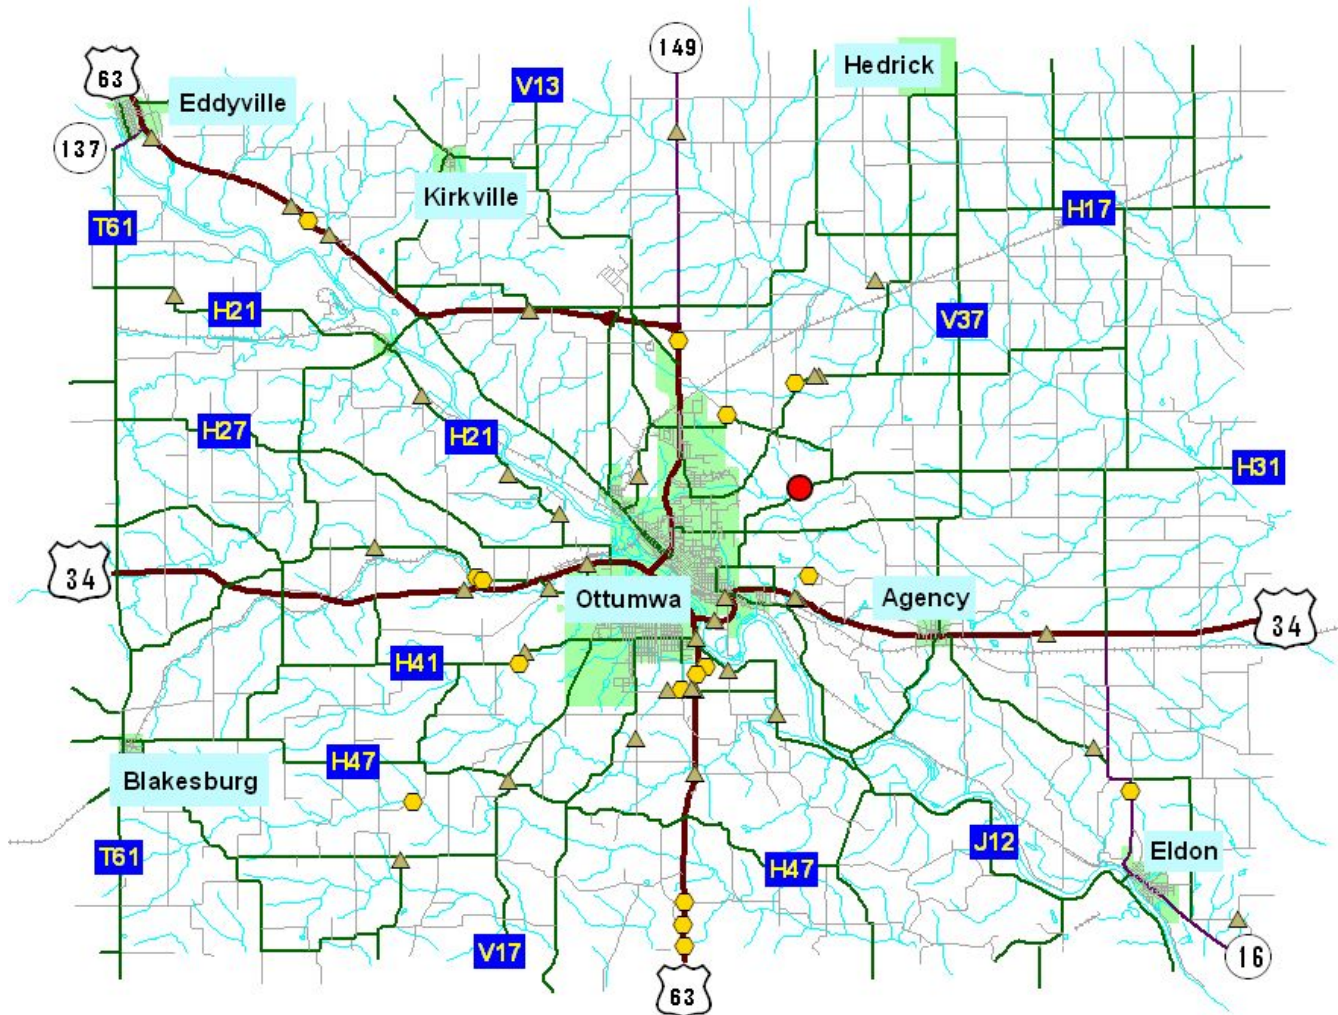 149
Hedrick
63
V13
Eddyville
137
Kirkville
H17
T61
H21
V37
H27
H21
H31
34
Ottumwa
Agency
34
H41
H47
Blakesburg
T61
H47
J12
Eldon
V17
16
63